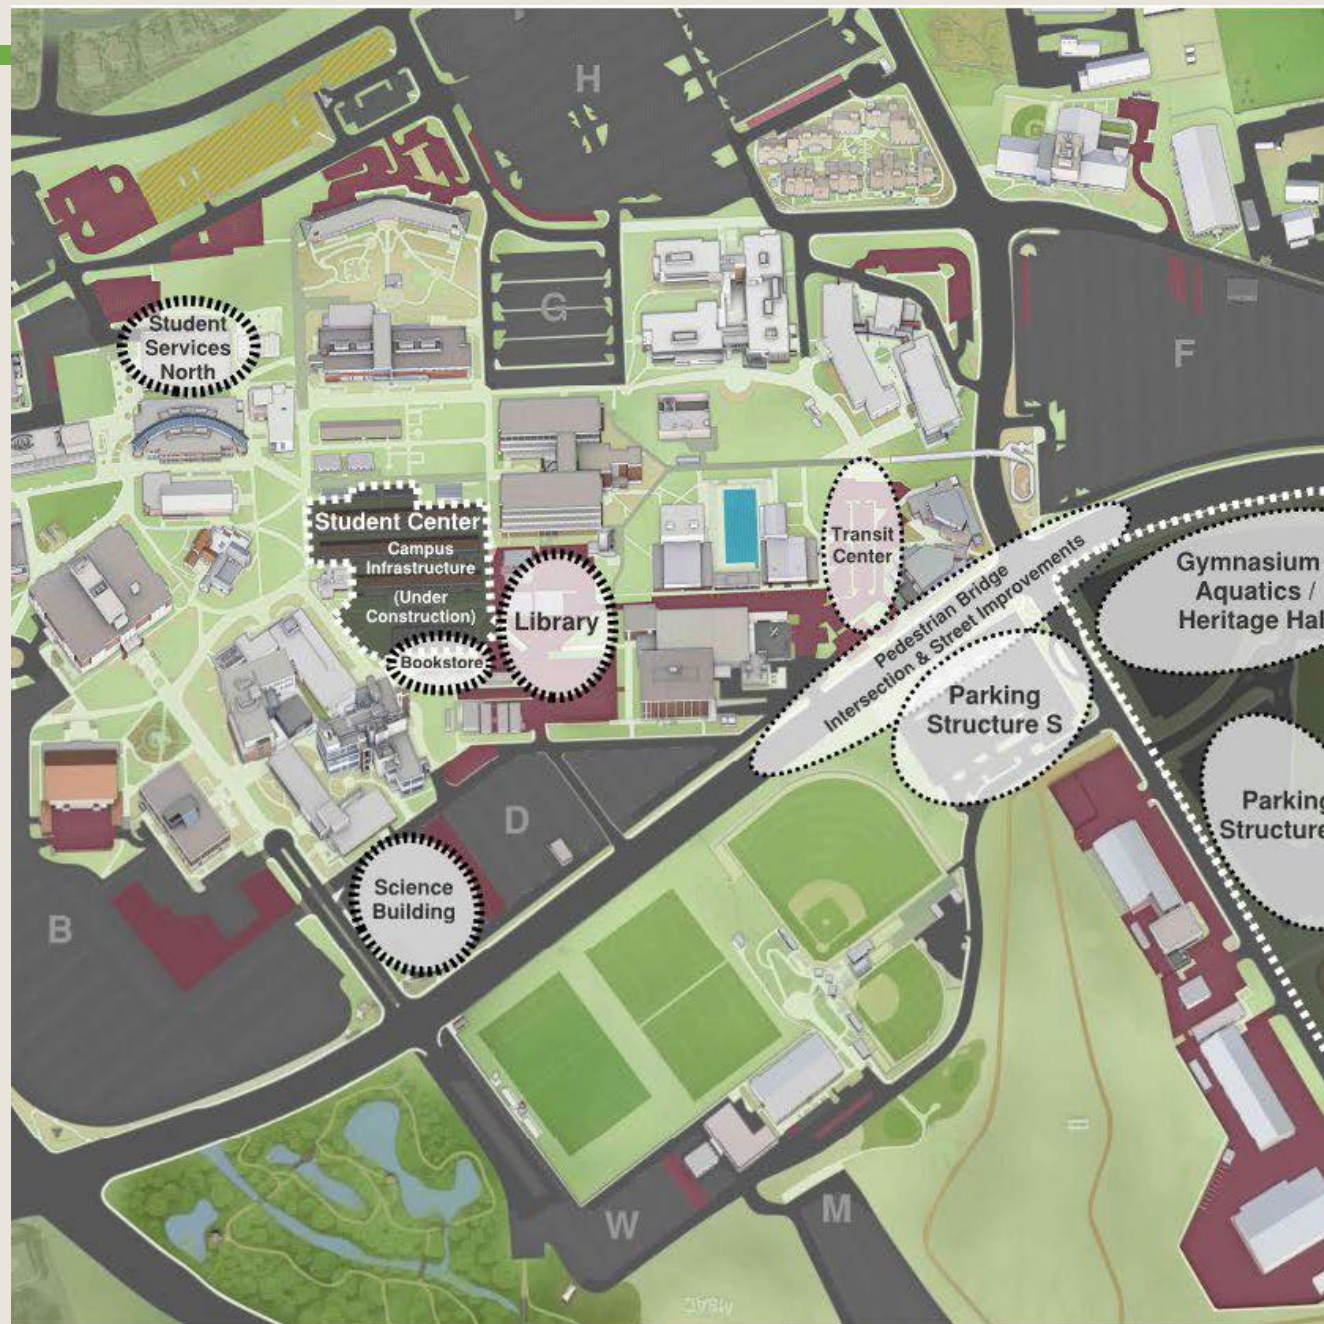 H
G
F
Student
Services
North
Student Center
Campus
Infrastructure
(Under
Construction)
Bookstore
Library
Transit
Center
Pedestrian Bridge
Intersection & Street Improvements
Gymnasium
Aquatics /
Heritage Hal
Parking
Structure S
Parking
Structure
D
Science
Building
B
W
M
MSAC